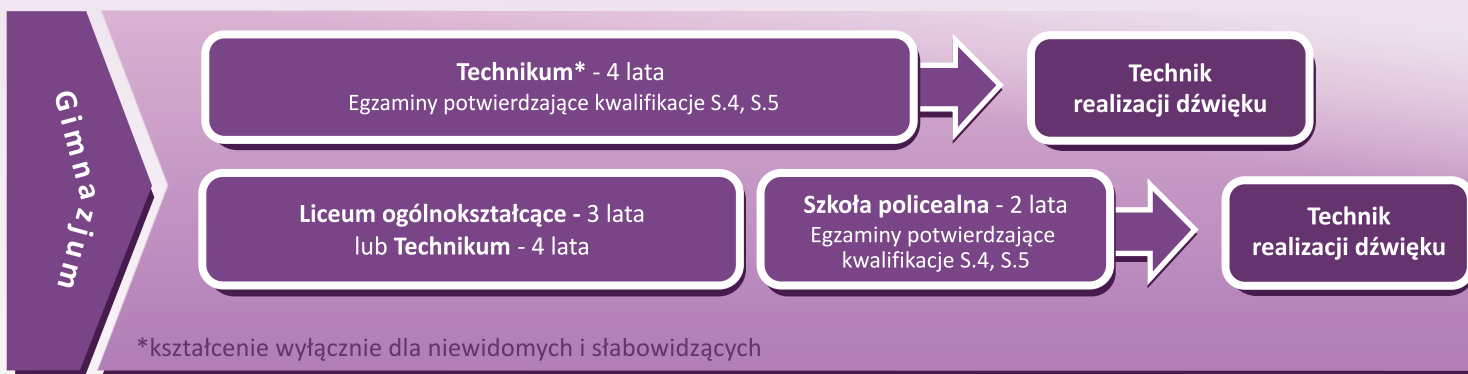 Gimnazjum
Technikum* - 4 lata
Egzaminy potwierdzające kwalifikacje S.4, S.5
Technik
realizacji dźwięku
Liceum ogólnokształcące - 3 lata
lub Technikum - 4 lata
Szkoła policealna - 2 lata
Egzaminy potwierdzające
kwalifikacje S.4, S.5
Technik
realizacji dźwięku
*kształcenie wyłącznie dla niewidomych i słabowidzących